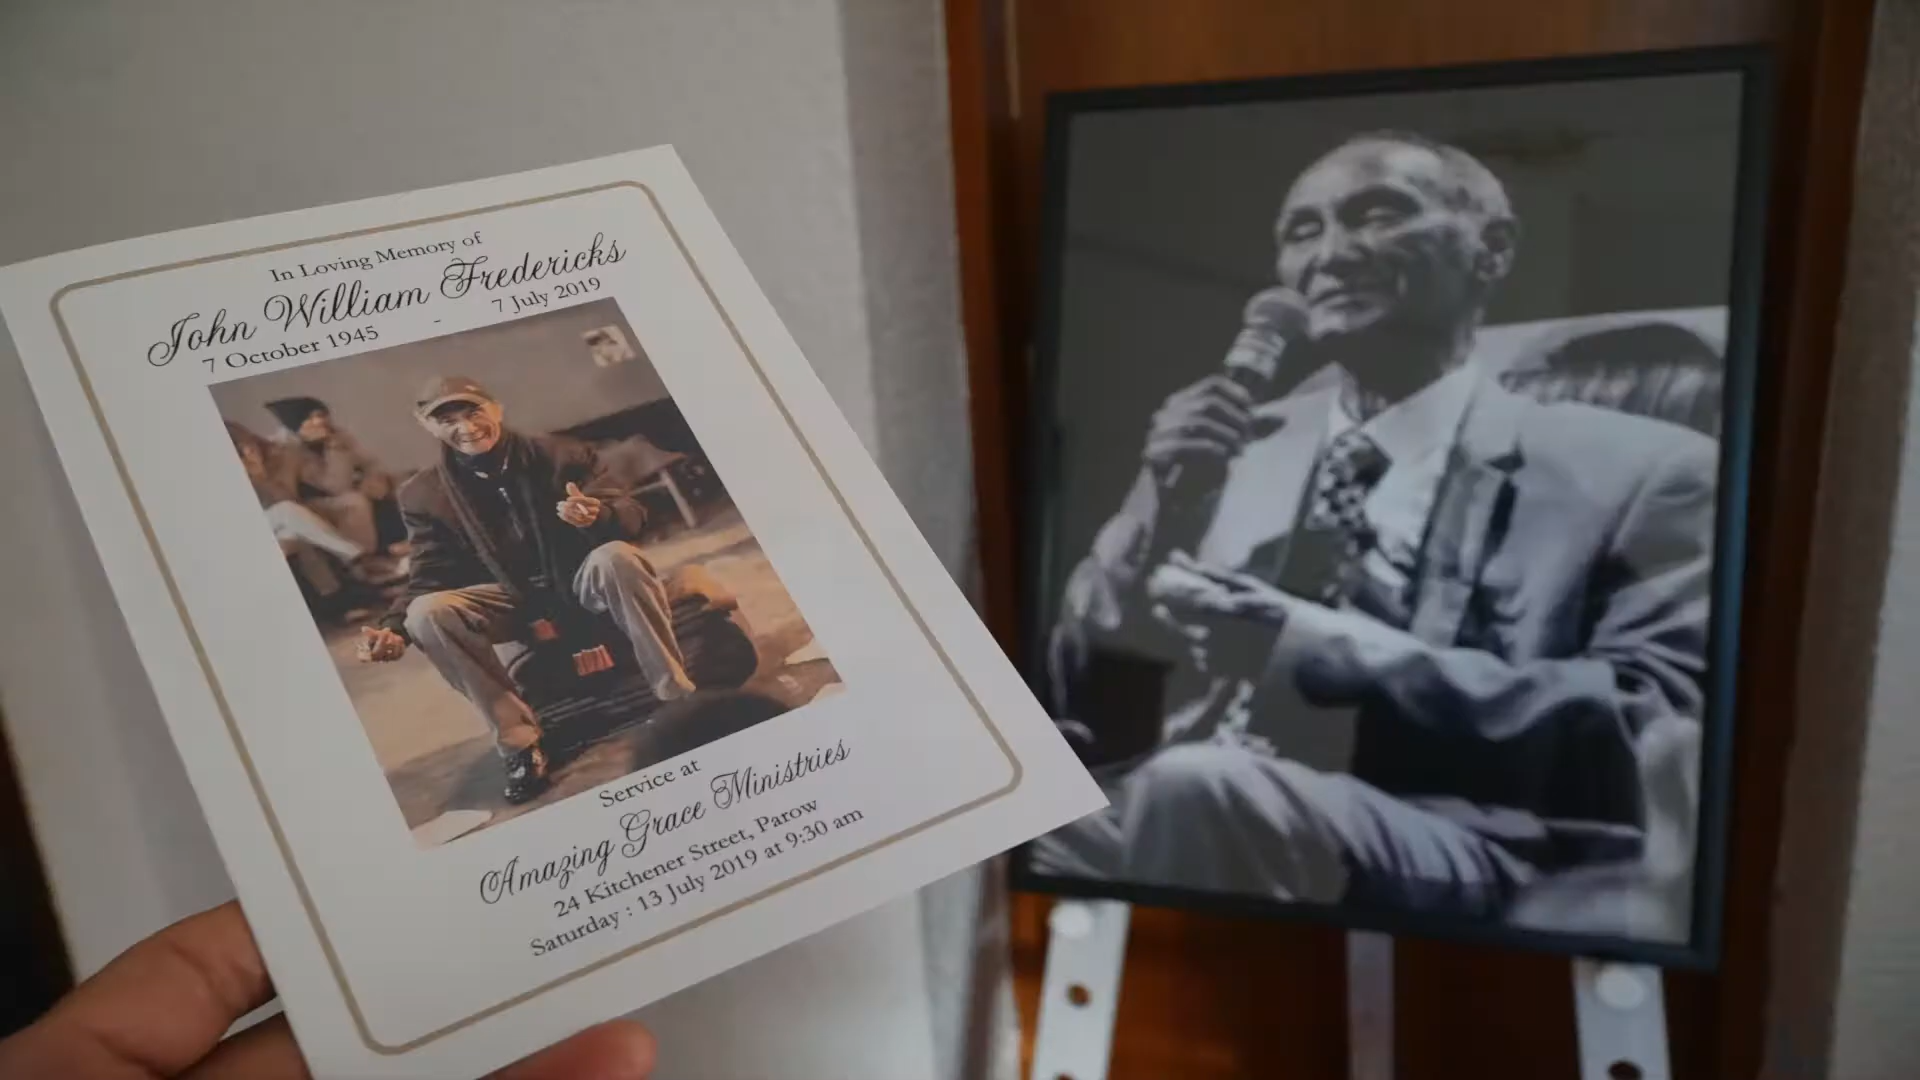 In Loving Memory of
John William Fredericks
7 October 1945 - 7 July 2019
Service at
Amazing Grace Ministries
24 Kitchener Street, Parow
Saturday : 13 July 2019 at 9:30 am